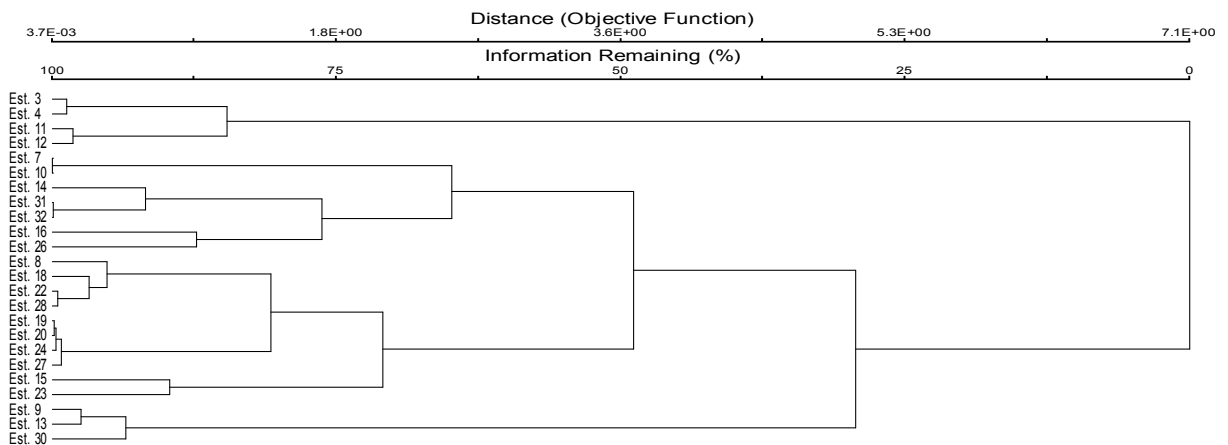 Distance (Objective Function)
3.7E-03 1.8E+00 3.6E+00 5.3E+00 7.1E+00
Information Remaining (%)
100 75 50 25 0
Est. 3
Est. 4
Est. 11
Est. 12
Est. 7
Est. 10
Est. 14
Est. 31
Est. 32
Est. 16
Est. 26
Est. 8
Est. 18
Est. 22
Est. 28
Est. 19
Est. 20
Est. 24
Est. 27
Est. 15
Est. 23
Est. 9
Est. 13
Est. 30